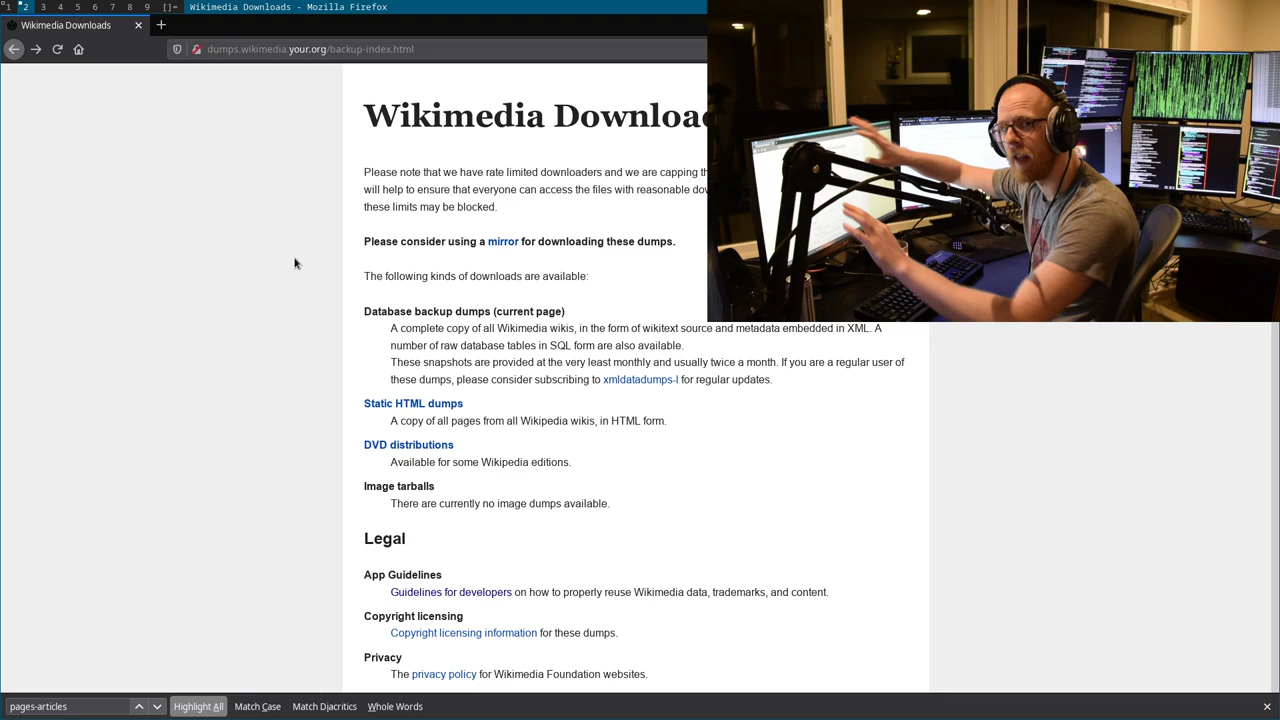 1 2 3 4 5 6 7 8 9 []= Wikimedia Downloads - Mozilla Firefox
Wikimedia Downloads
dumps.wikimedia.your.org/backup-index.html
Wikimedia Downloa
Please note that we have rate limited downloaders and we are capping
will help to ensure that everyone can access the files with reasonable
these limits may be blocked.
Please consider using a mirror for downloading these dumps.
The following kinds of downloads are available:
Database backup dumps (current page)
A complete copy of all Wikimedia wikis, in the form of wikitext source and metadata embedded in XML. A
number of raw database tables in SQL form are also available.
These snapshots are provided at the very least monthly and usually twice a month. If you are a regular user of
these dumps, please consider subscribing to xmldatadumps-l for regular updates.
Static HTML dumps
A copy of all pages from all Wikipedia wikis, in HTML form.
DVD distributions
Available for some Wikipedia editions.
Image tarballs
There are currently no image dumps available.
Legal
App Guidelines
Guidelines for developers on how to properly reuse Wikimedia data, trademarks, and content.
Copyright licensing
Copyright licensing information for these dumps.
Privacy
The privacy policy for Wikimedia Foundation websites.
pages-articles Highlight All Match Case Match Diacritics Whole Words